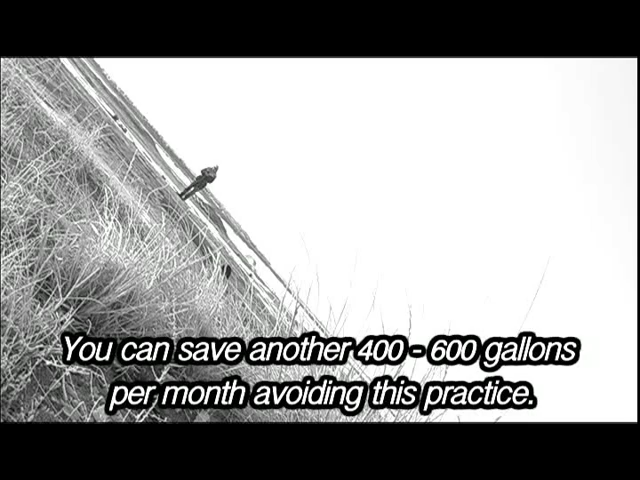 You can save another 400 - 600 gallons
per month avoiding this practice.